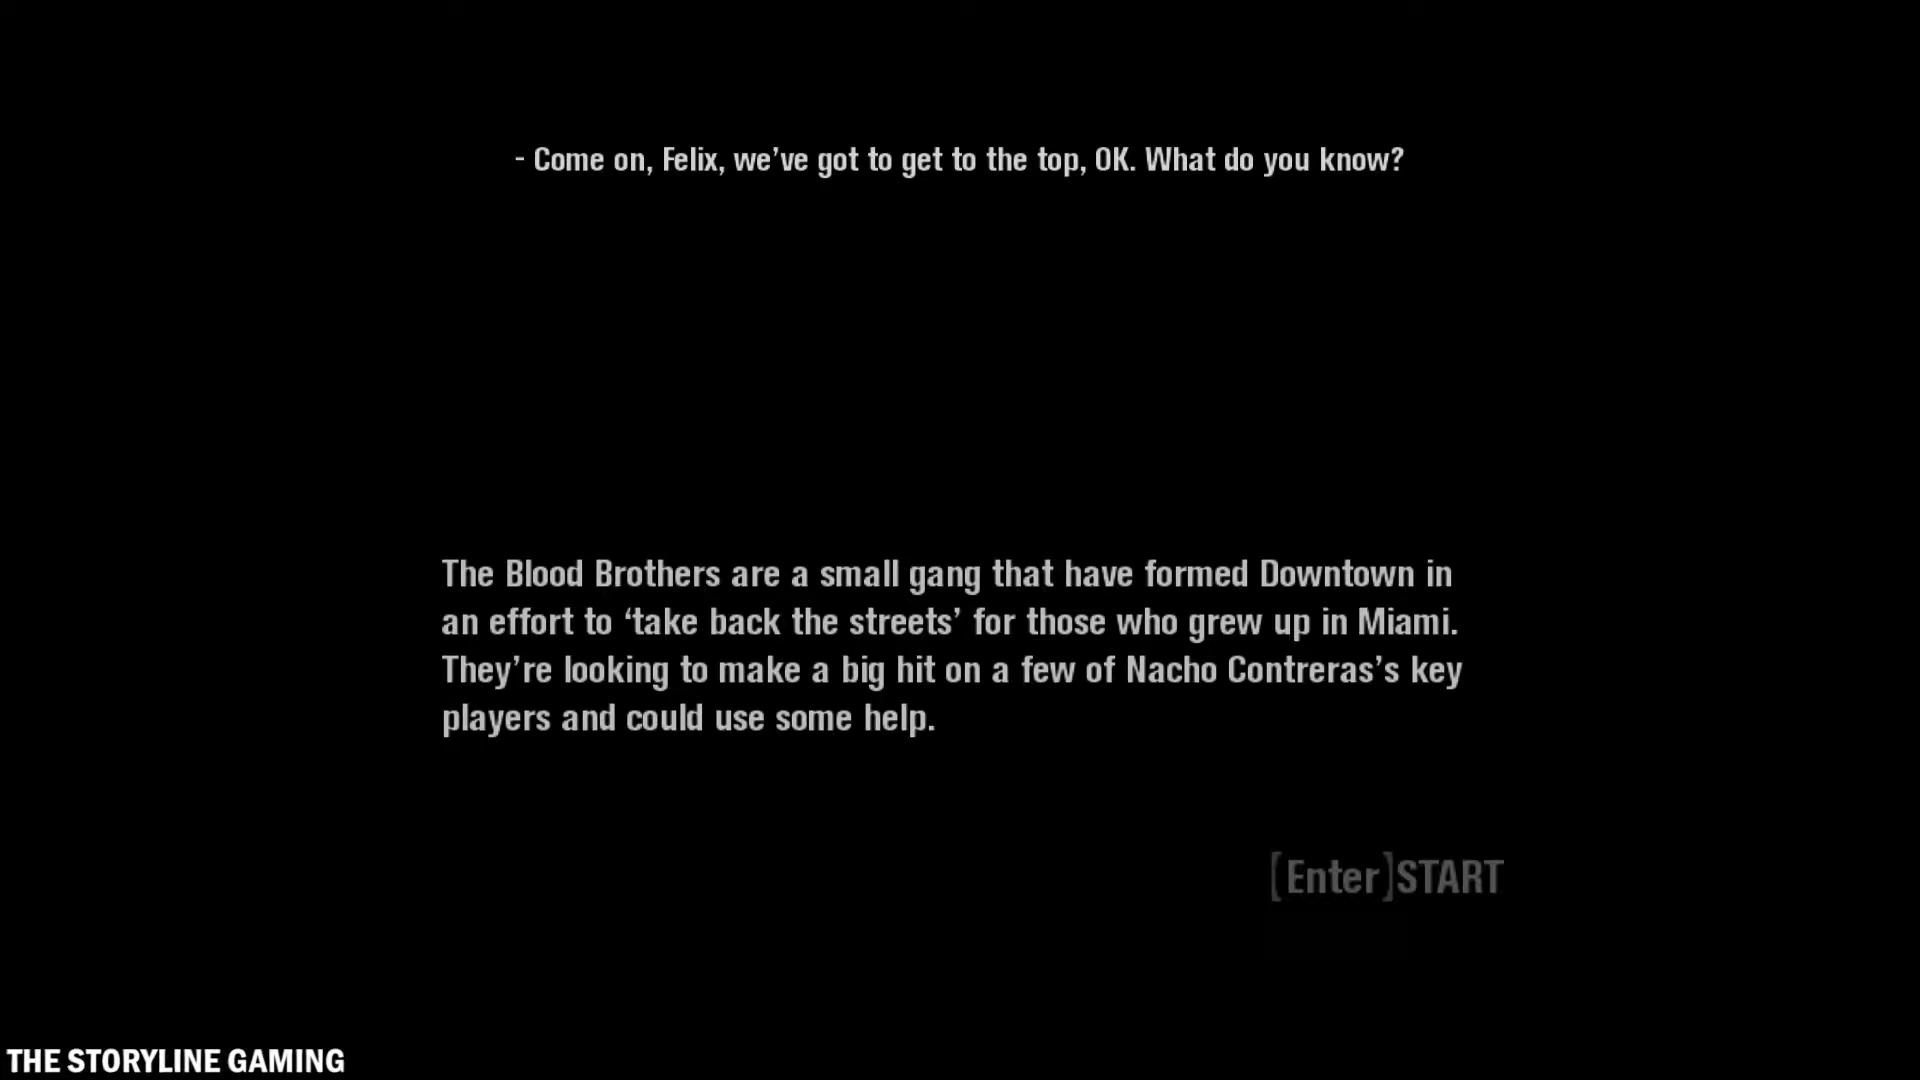 - Come on, Felix, we’ve got to get to the top, OK. What do you know?
The Blood Brothers are a small gang that have formed Downtown in
an effort to ‘take back the streets’ for those who grew up in Miami.
They’re looking to make a big hit on a few of Nacho Contreras’s key
players and could use some help.
[Enter]START
THE STORYLINE GAMING